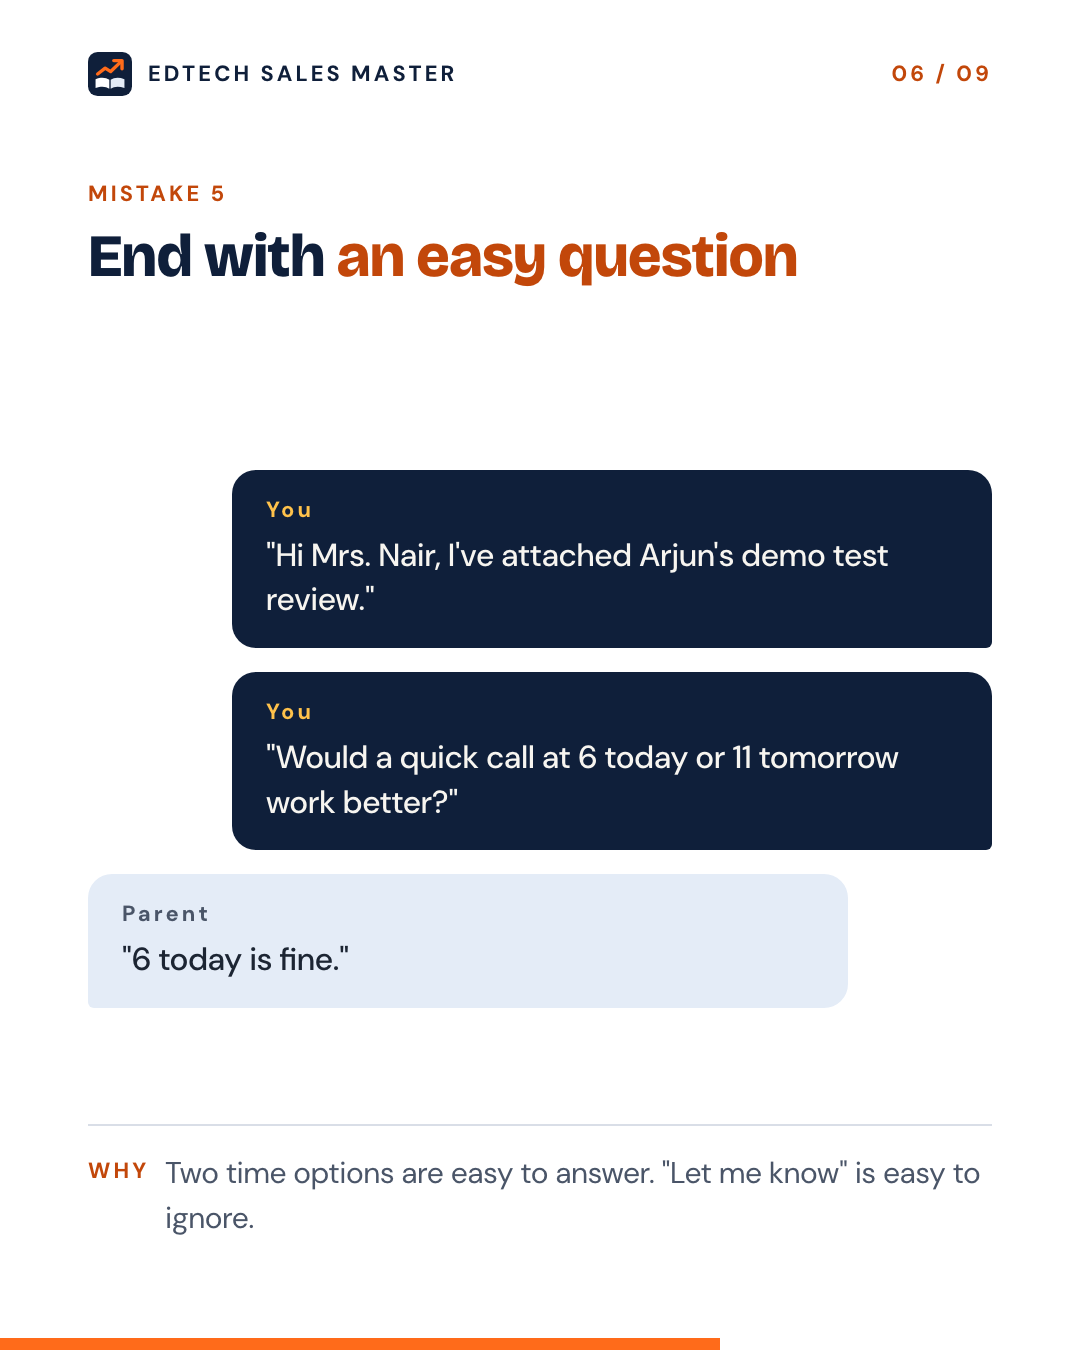 EDTECH SALES MASTER
06 / 09
MISTAKE 5
End with an easy question
You
"Hi Mrs. Nair, I've attached Arjun's demo test
review."
You
"Would a quick call at 6 today or 11 tomorrow
work better?"
Parent
"6 today is fine."
WHY
Two time options are easy to answer. "Let me know" is easy to
ignore.